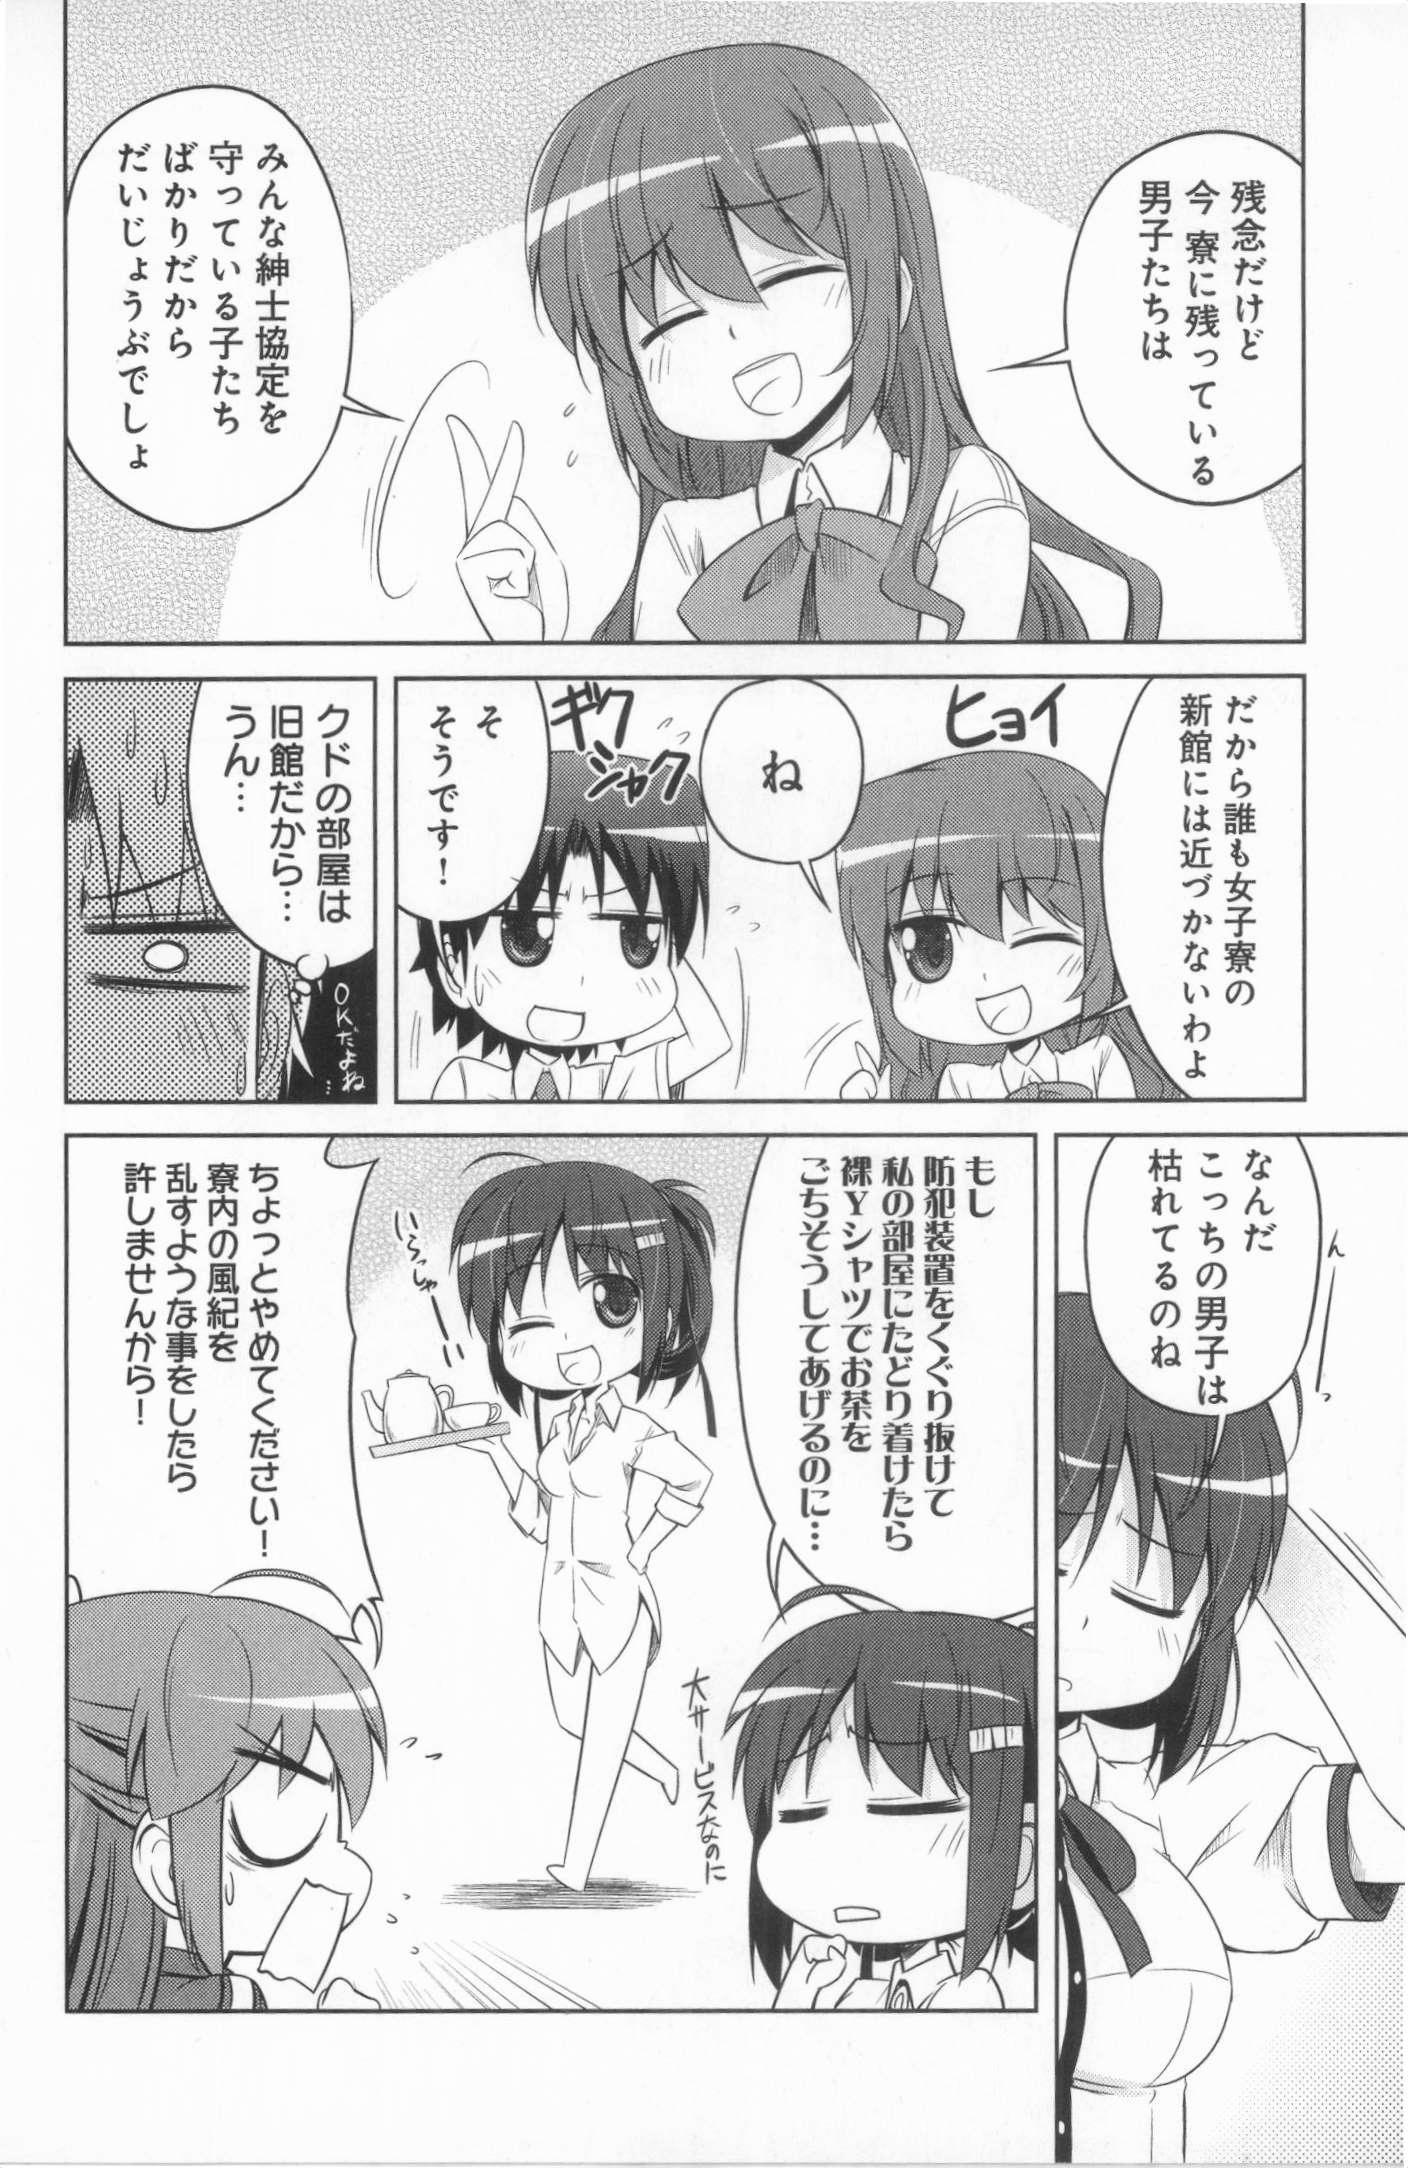 残念だけど
今 寮に残っている
男子たちは
みんな紳士協定を
守っている子たち
ばかりだから
だいじょうぶでしょ
だから誰も女子寮の
新館には近づかないわよ
ヒョイ
ね
ギク
シャク
そ
そうです!
クドの部屋は
旧館だから…
うん…
OKだよね…
なんだ
こっちの男子は
枯れてるのね
んーっ
もし
防犯装置をくぐり抜けて
私の部屋にたどり着けたら
裸Yシャツでお茶を
ごちそうしてあげるのに…
いらっしゃーい
大サービスなのに
ちょっとやめてください!
寮内の風紀を
乱すような事をしたら
許しませんから!